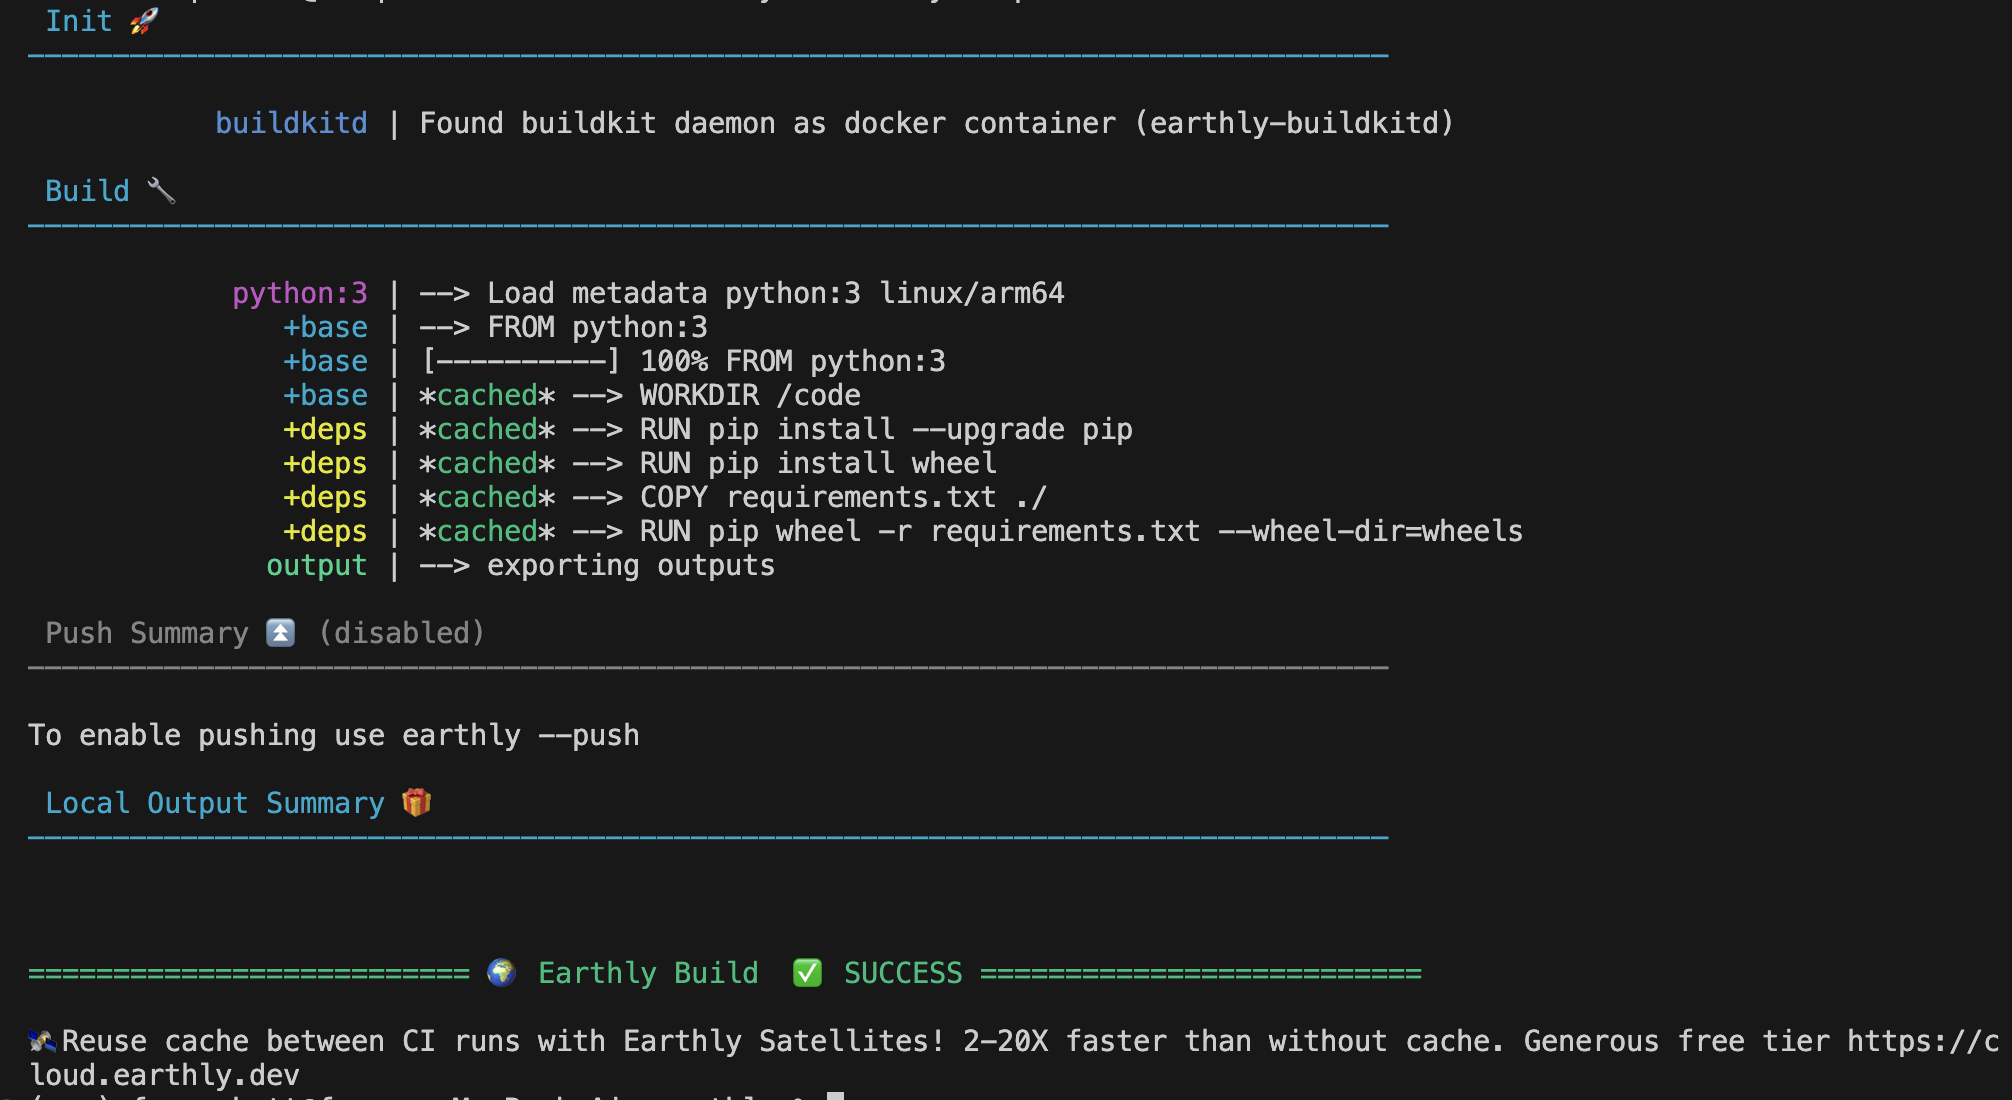 Init 🚀
buildkitd | Found buildkit daemon as docker container (earthly-buildkitd)
Build 🔧
python:3 | --> Load metadata python:3 linux/arm64
+base | --> FROM python:3
+base | [----------] 100% FROM python:3
+base | *cached* --> WORKDIR /code
+deps | *cached* --> RUN pip install --upgrade pip
+deps | *cached* --> RUN pip install wheel
+deps | *cached* --> COPY requirements.txt ./
+deps | *cached* --> RUN pip wheel -r requirements.txt --wheel-dir=wheels
output | --> exporting outputs
Push Summary ⏫ (disabled)
To enable pushing use earthly --push
Local Output Summary 🎁
========================== 🌍 Earthly Build ✅ SUCCESS ==========================
🛰️Reuse cache between CI runs with Earthly Satellites! 2-20X faster than without cache. Generous free tier https://c
loud.earthly.dev